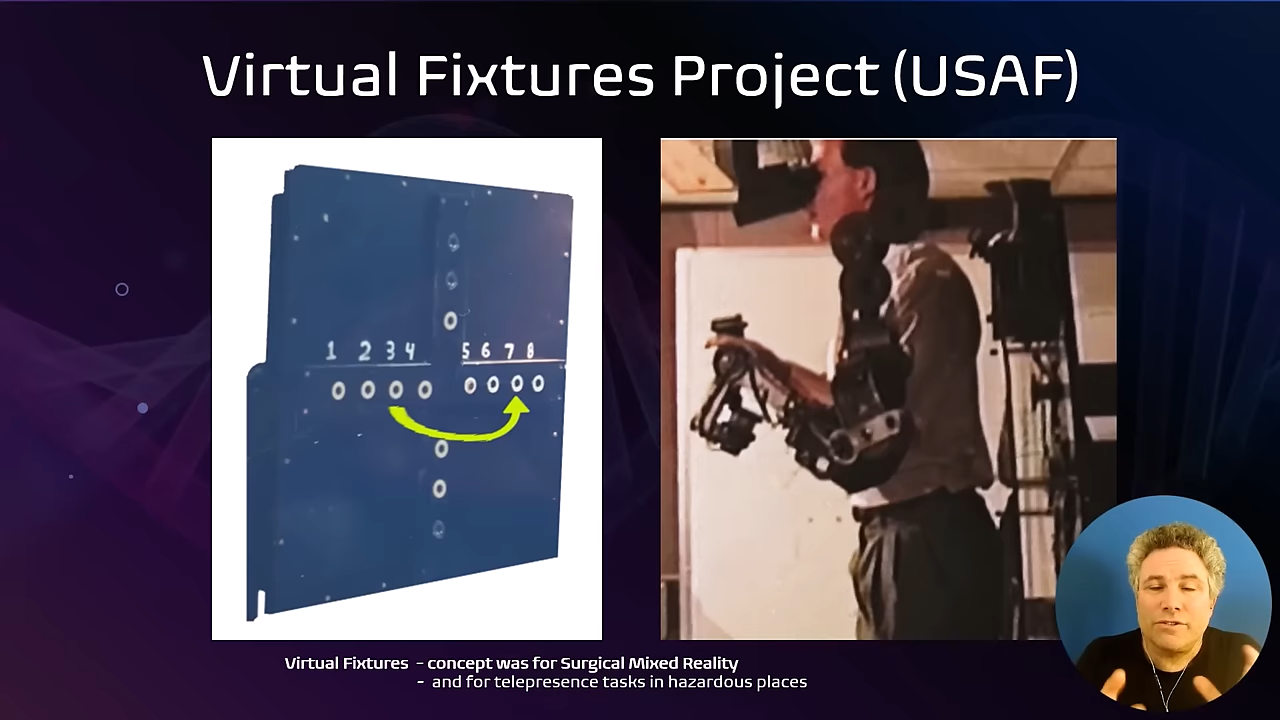 Virtual Fixtures Project (USAF)
1 2 3 4 5 6 7 8
Virtual Fixtures - concept was for Surgical Mixed Reality
- and for telepresence tasks in hazardous places